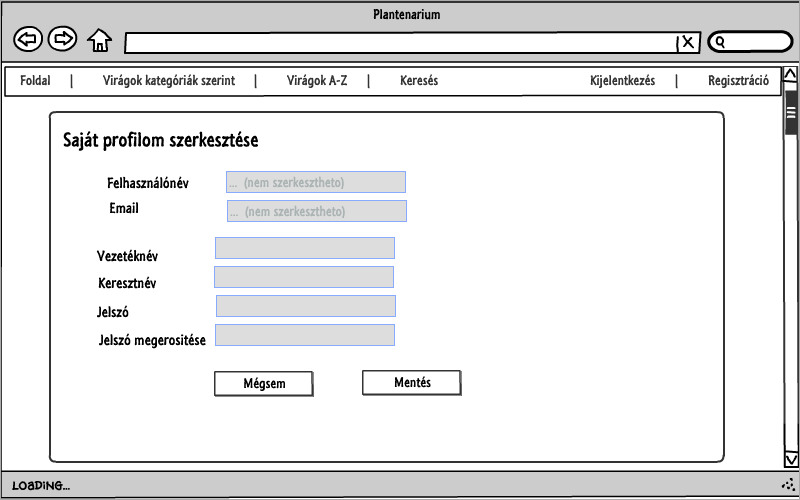 Plantenarium
X
Foldal | Virágok kategóriák szerint | Virágok A-Z | Keresés Kijelentkezés | Regisztráció
Saját profilom szerkesztése
Felhasználónév ... (nem szerkesztheto)
Email ... (nem szerkesztheto)
Vezetéknév
Keresztnév
Jelszó
Jelszó megerositése
Mégsem Mentés
LOADING...